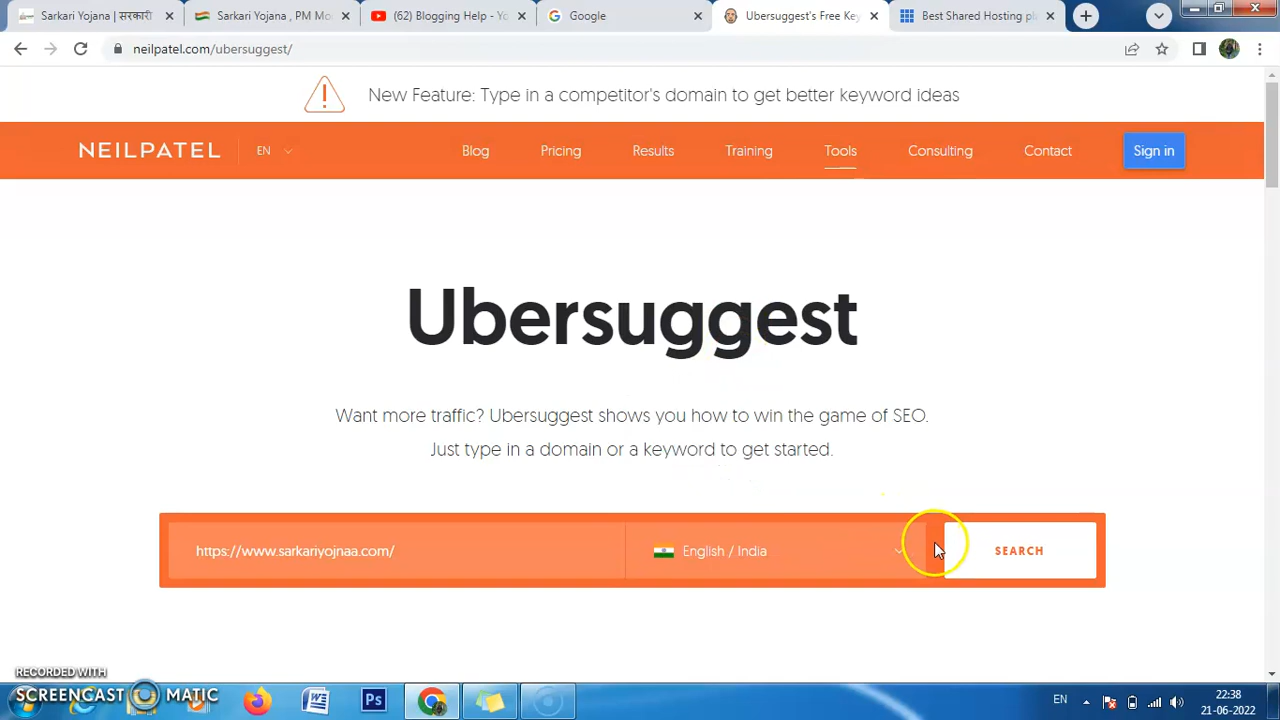 Sarkari Yojana | सरकारी
Sarkari Yojana , PM Mo
(62) Blogging Help - Yo
Google
Ubersuggest's Free Key
Best Shared Hosting pl
neilpatel.com/ubersuggest/
New Feature: Type in a competitor's domain to get better keyword ideas
NEILPATEL
EN
Blog
Pricing
Results
Training
Tools
Consulting
Contact
Sign in
Ubersuggest
Want more traffic? Ubersuggest shows you how to win the game of SEO.
Just type in a domain or a keyword to get started.
https://www.sarkariyojnaa.com/
English / India
SEARCH
RECORDED WITH
SCREENCAST MATIC
W
Ps
EN
22:38
21-06-2022